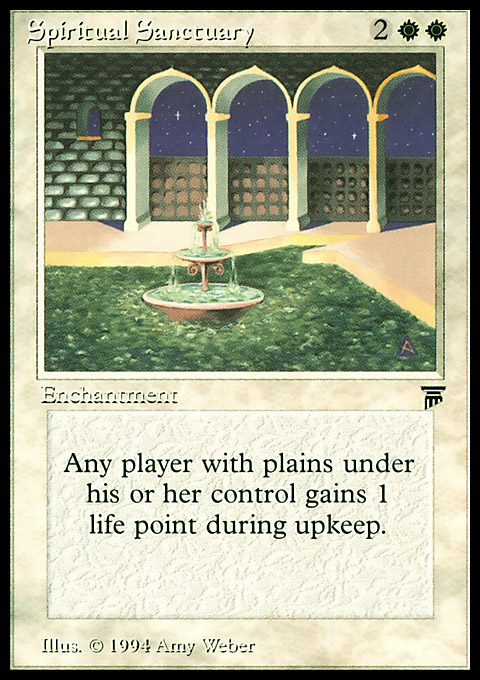 Spiritual Sanctuary 2
A
Enchantment
Any player with plains under
his or her control gains 1
life point during upkeep.
Illus. © 1994 Amy Weber